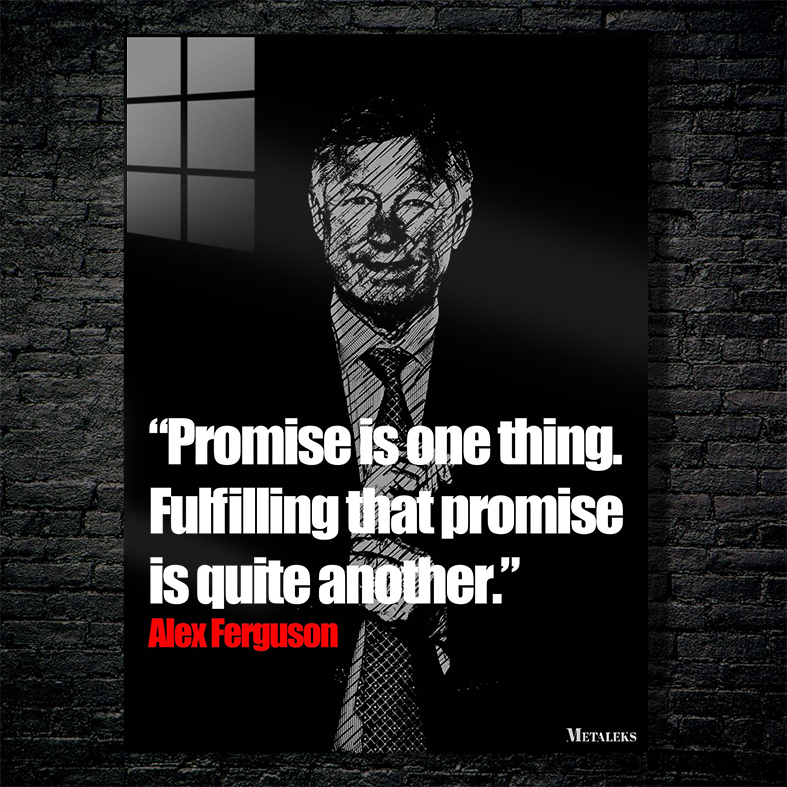 “Promise is one thing.
Fulfilling that promise
is quite another.”
Alex Ferguson
METALEKS